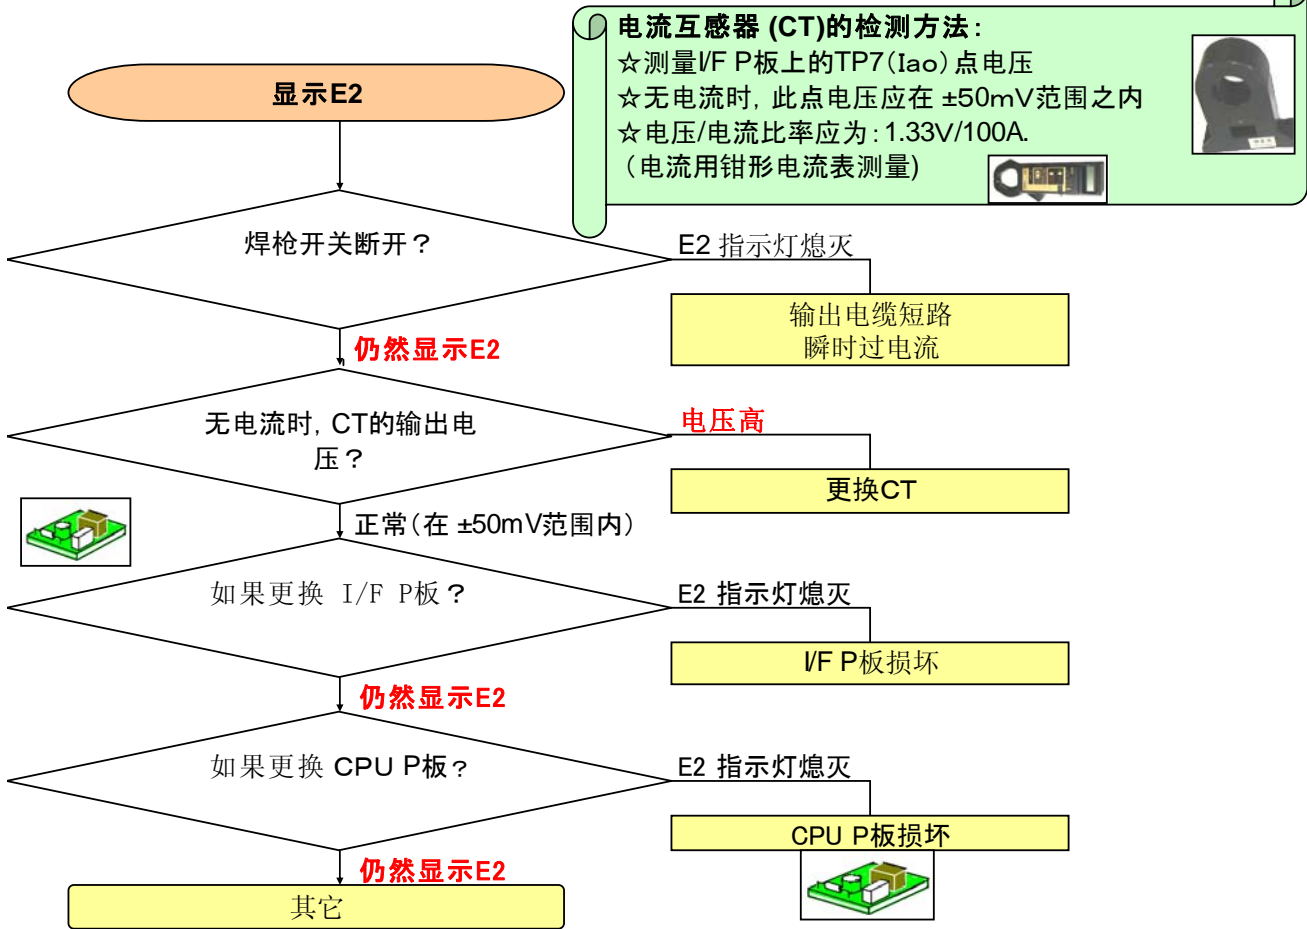 电流互感器 (CT)的检测方法：
☆测量I/F P板上的TP7（Iao）点电压
☆无电流时，此点电压应在 ±50mV范围之内
☆电压/电流比率应为：1.33V/100A.
（电流用钳形电流表测量)
显示E2
焊枪开关断开？
E2 指示灯熄灭
输出电缆短路
瞬时过电流
仍然显示E2
无电流时，CT的输出电
压？
电压高
更换CT
正常（在 ±50mV范围内）
如果更换 I/F P板？
E2 指示灯熄灭
I/F P板损坏
仍然显示E2
如果更换 CPU P板？
E2 指示灯熄灭
CPU P板损坏
仍然显示E2
其它